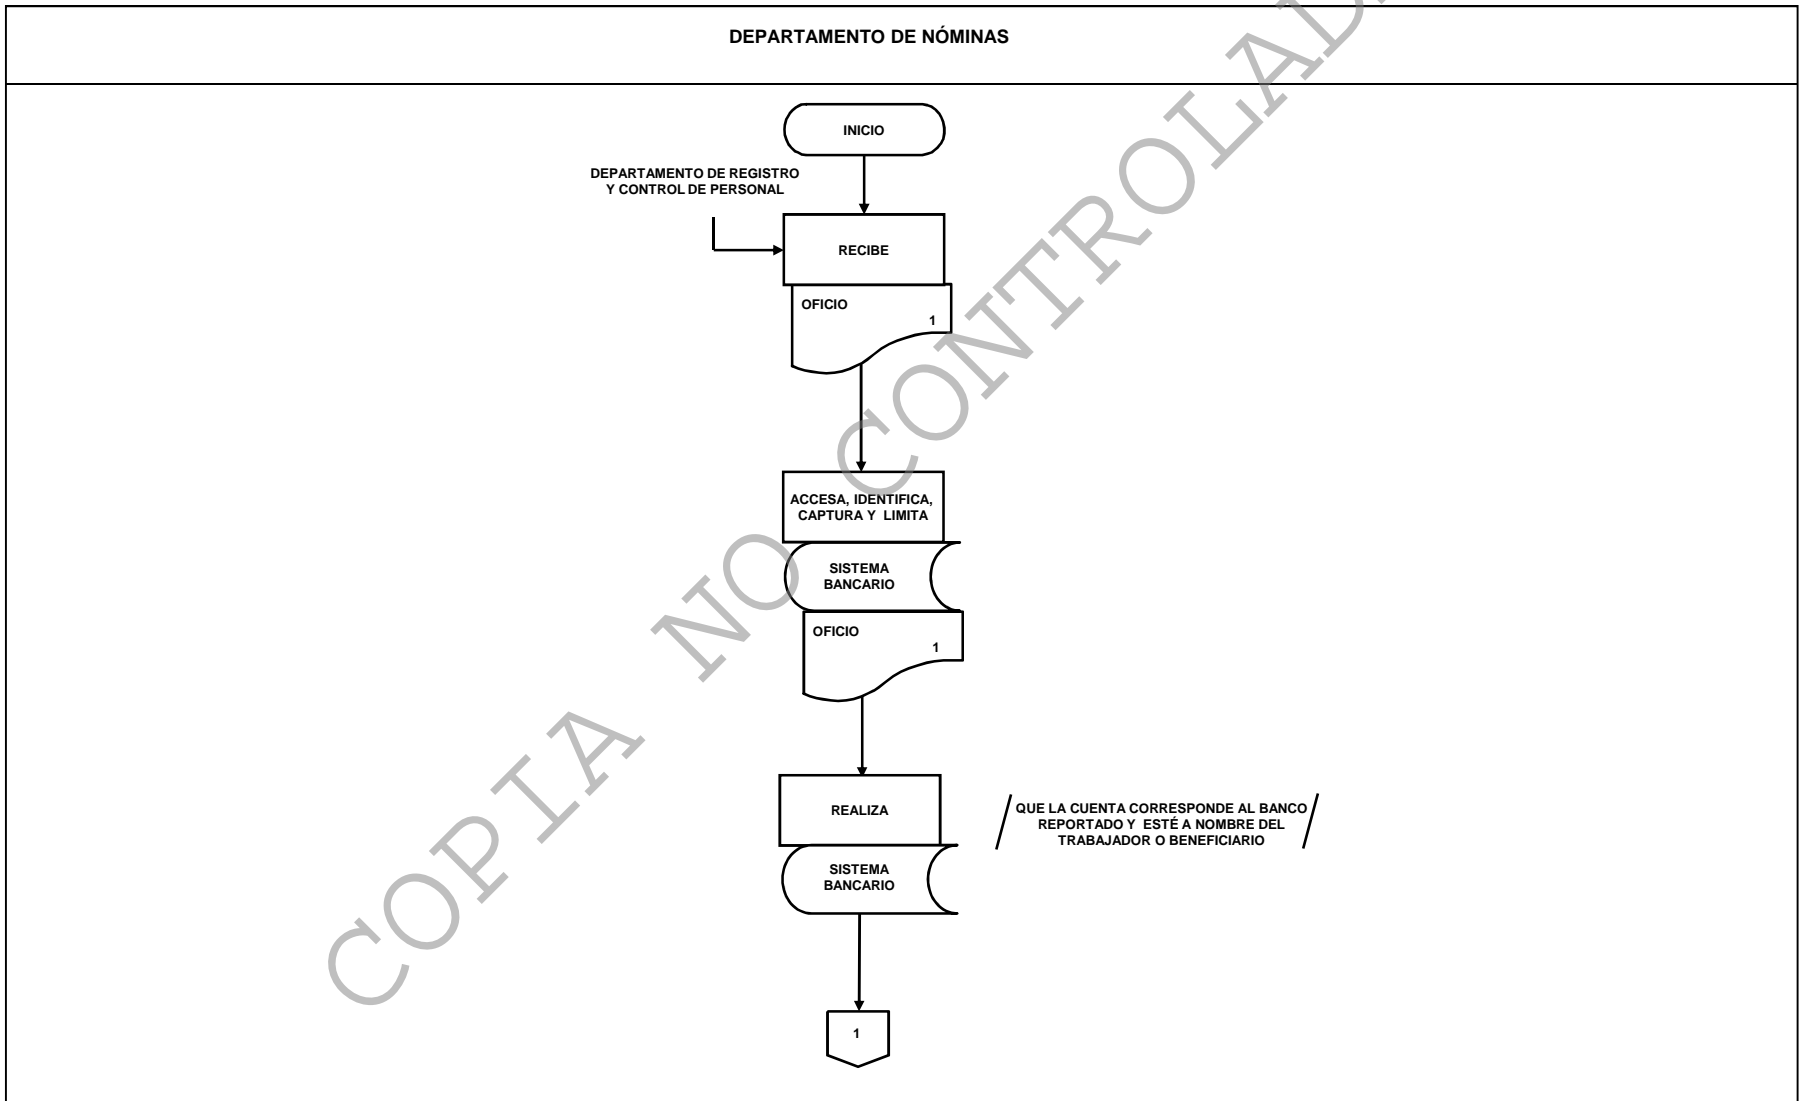 DEPARTAMENTO DE NÓMINAS
INICIO
DEPARTAMENTO DE REGISTRO
Y CONTROL DE PERSONAL
RECIBE
OFICIO
1
ACCESA, IDENTIFICA,
CAPTURA Y LIMITA
SISTEMA
BANCARIO
OFICIO
1
REALIZA
QUE LA CUENTA CORRESPONDE AL BANCO
REPORTADO Y ESTÉ A NOMBRE DEL
TRABAJADOR O BENEFICIARIO
SISTEMA
BANCARIO
1
COPIA NO CONTROLAD